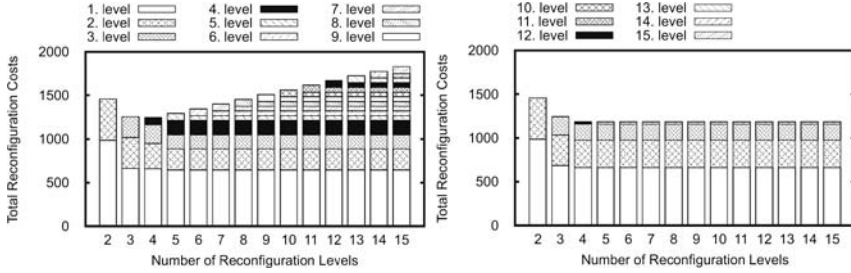 1. level 4. level 7. level
2. level 5. level 8. level
3. level 6. level 9. level
10. level 13. level
11. level 14. level
12. level 15. level
Total Reconfiguration Costs
2000
1500
1000
500
0
2 3 4 5 6 7 8 9 10 11 12 13 14 15
Number of Reconfiguration Levels
Total Reconfiguration Costs
2000
1500
1000
500
0
2 3 4 5 6 7 8 9 10 11 12 13 14 15
Number of Reconfiguration Levels